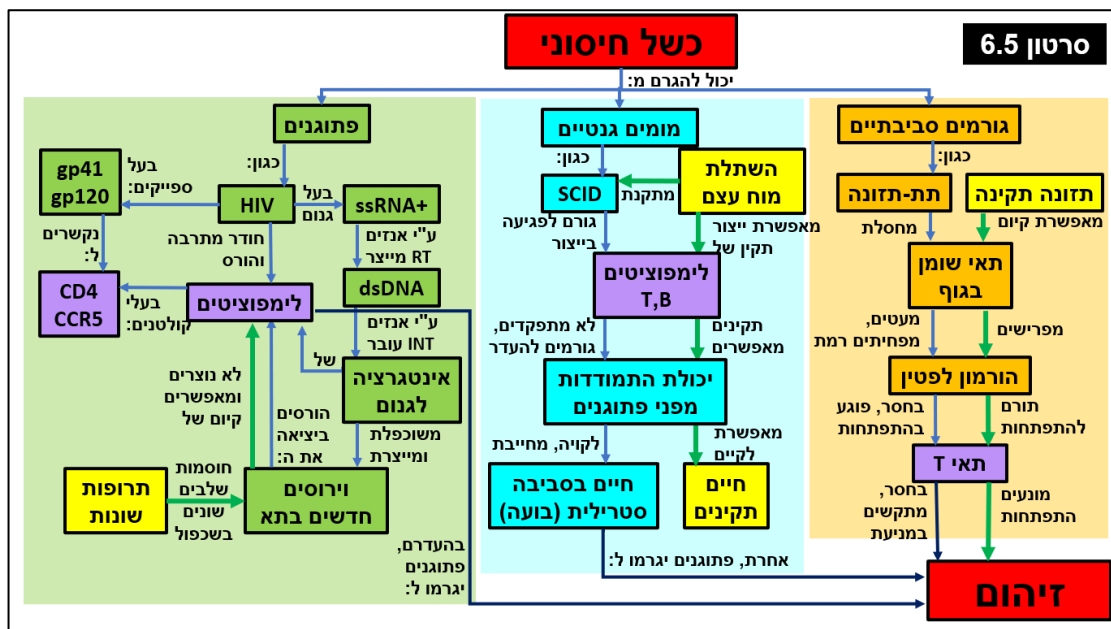 סרטון 6.5
כשל חיסוני
יכול להגרם מ:
גורמים סביבתיים
כגון:
תת-תזונה
תזונה תקינה
מחסלת
מאפשרת קיום
תאי שומן
בגוף
מעטים,
מפחיתים רמת
מפרישים
הורמון לפטין
בחסר, פוגע
בהתפתחות
תורם
להתפתחות
תאי T
בחסר,
מתקשים
במניעת
מונעים
התפתחות
זיהום
מומים גנטיים
כגון:
השתלת
מוח עצם
מתקנת
SCID
גורם לפגיעה
בייצור
מאפשרת ייצור
תקין של
לימפוציטים
T,B
לא מתפקדים,
גורמים להעדר
תקינים
מאפשרים
יכולת התמודדות
מפני פתוגנים
לקויה, מחייבת
מאפשרת
לקיים
חיים בסביבה
סטרילית (בועה)
חיים
תקינים
אחרת, פתוגנים יגרמו ל:
פתוגנים
כגון:
HIV
בעל
ספייקים:
gp41
gp120
בעל
גנום
ssRNA+
נקשרים
ל:
חודר מתרבה
והורס
ע"י אנזים
RT מייצר
dsDNA
CD4
CCR5
בעלי
קולטנים:
לימפוציטים
ע"י אנזים
INT עובר
של
אינטגרציה
לגנום
לא נוצרים
ומאפשרים
קיום של
הורסים
ביציאה
את ה:
משוכפלת
ומייצרת
תרופות
שונות
חוסמות
שלבים
שונים
בשכפול
וירוסים
חדשים בתא
בהעדרם,
פתוגנים
יגרמו ל: